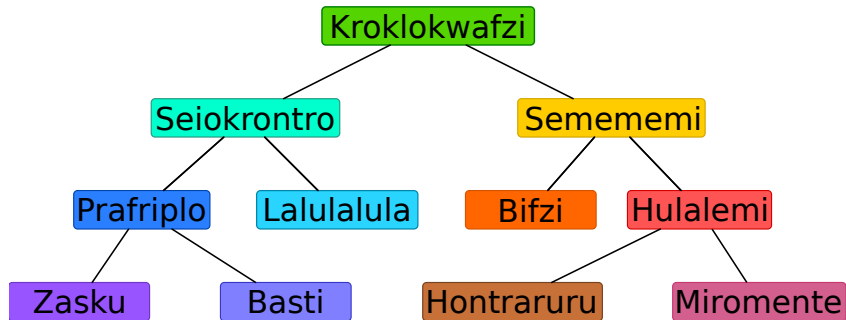 Kroklokwafzi
Seiokrontro
Semememi
Prafriplo
Lalulalula
Bifzi
Hulalemi
Zasku
Basti
Hontraruru
Miromente